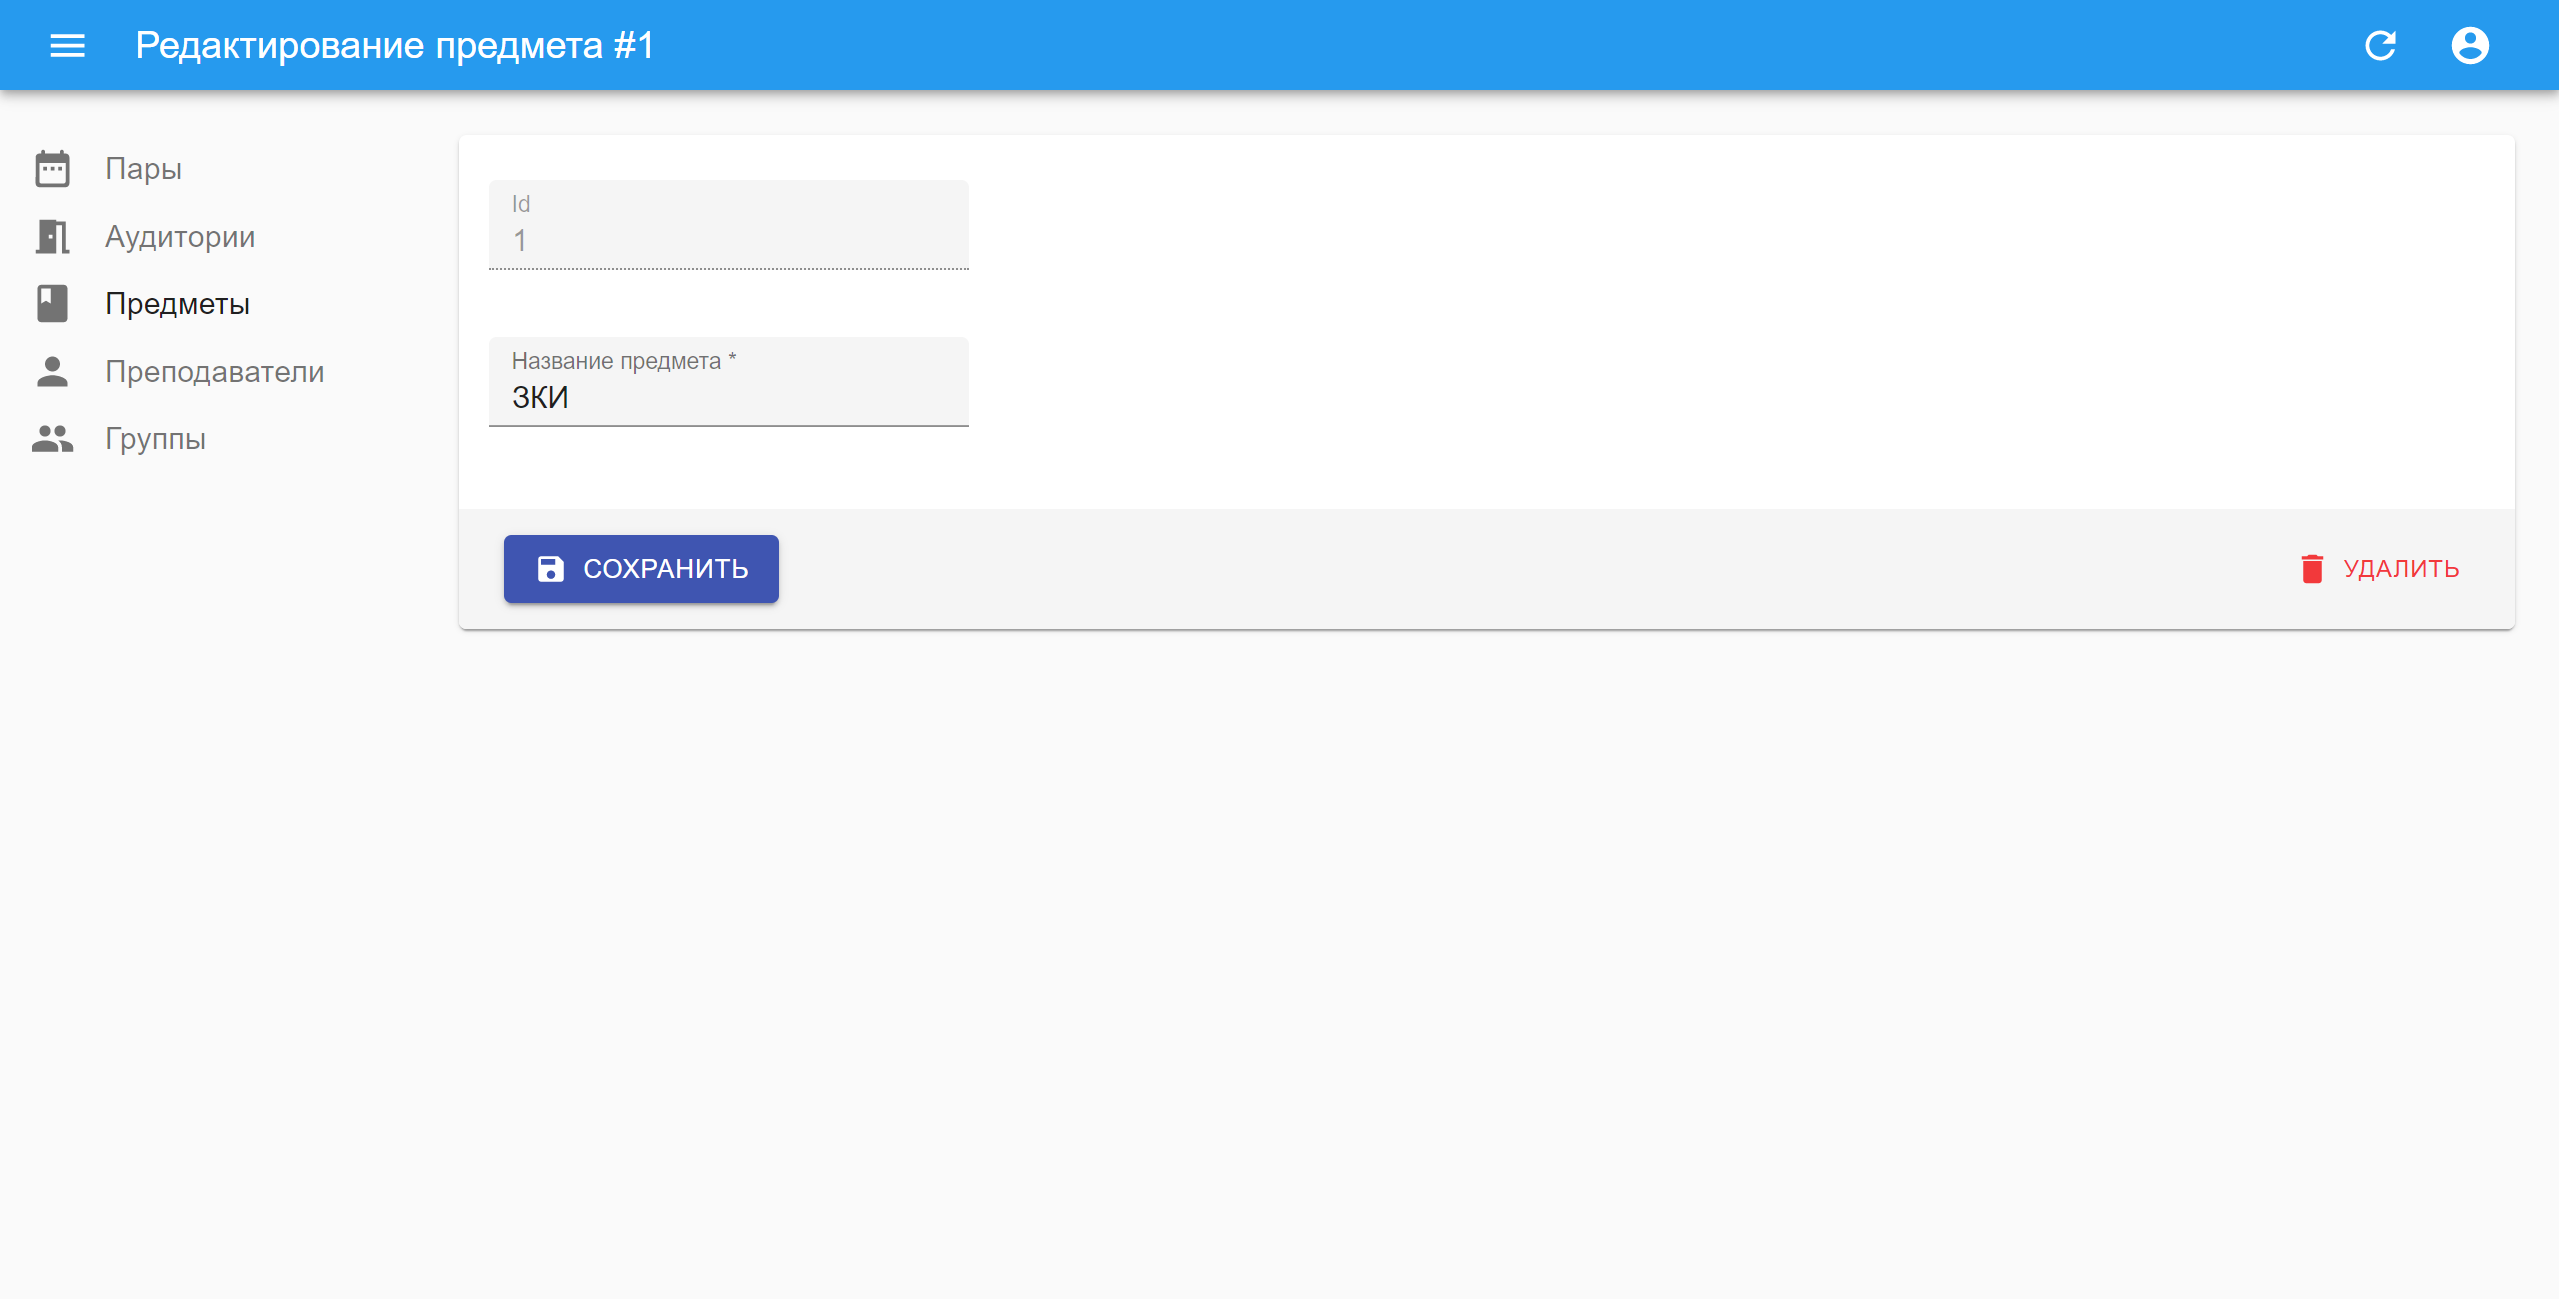 Редактирование предмета #1
Пары
Аудитории
Предметы
Преподаватели
Группы
Id
1
Название предмета *
ЗКИ
СОХРАНИТЬ
УДАЛИТЬ